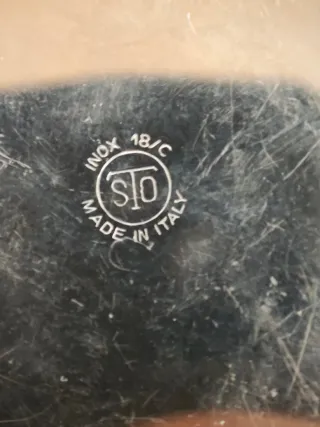 INOX 18/C
STO
MADE IN ITALY